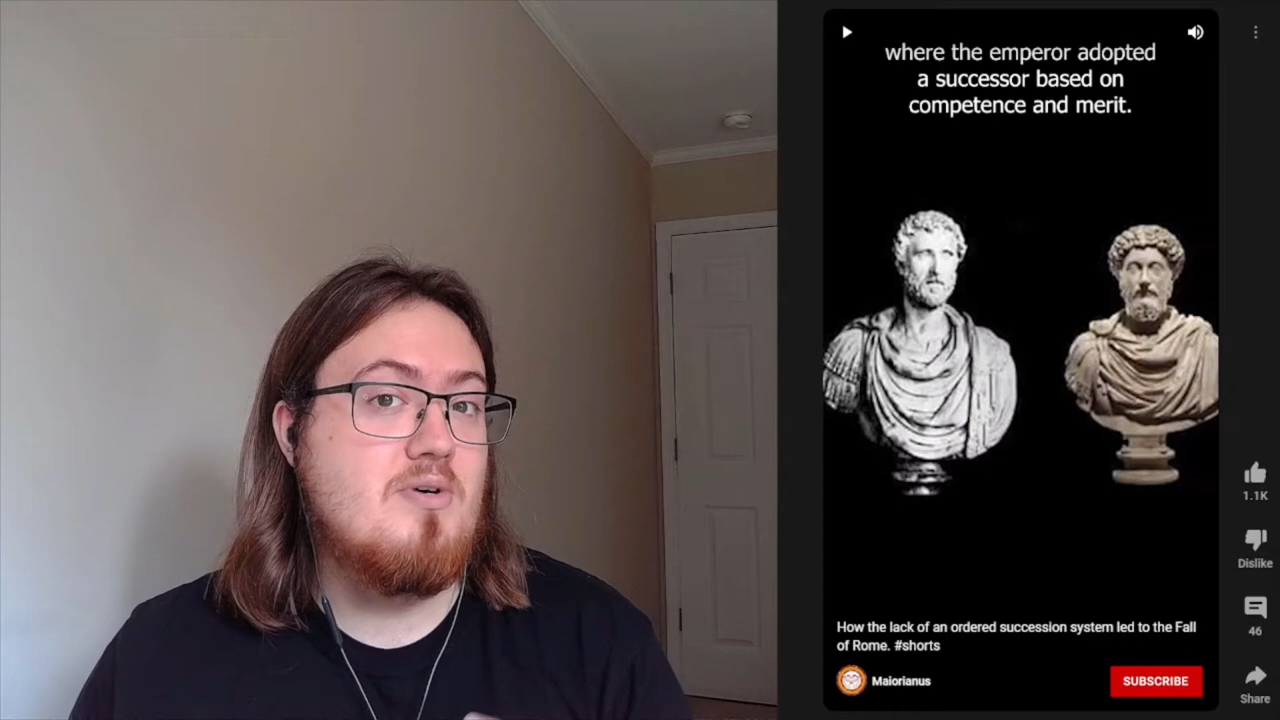 where the emperor adopted
a successor based on
competence and merit.
1.1K
Dislike
46
How the lack of an ordered succession system led to the Fall
of Rome. #shorts
Share
Maiorianus
SUBSCRIBE